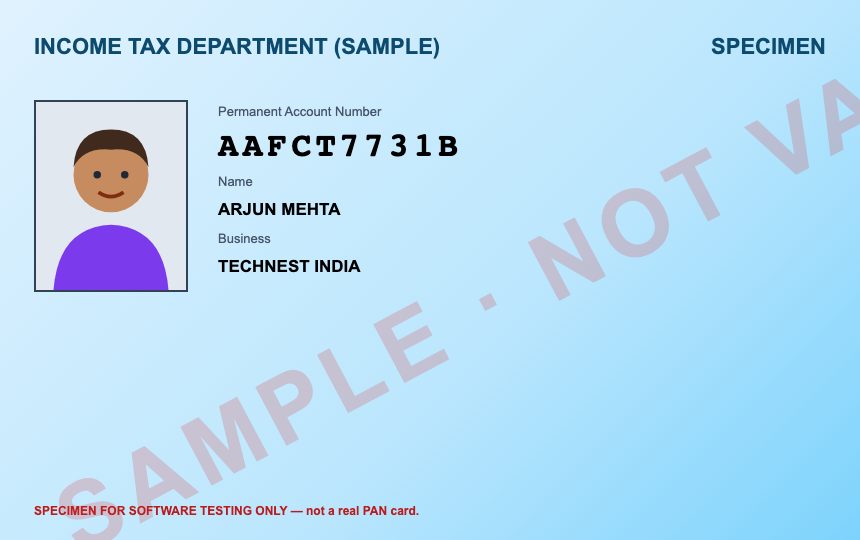 INCOME TAX DEPARTMENT (SAMPLE) SPECIMEN
Permanent Account Number
AAFCT7731B
Name
ARJUN MEHTA
Business
TECHNEST INDIA
SAMPLE · NOT VA
SPECIMEN FOR SOFTWARE TESTING ONLY — not a real PAN card.